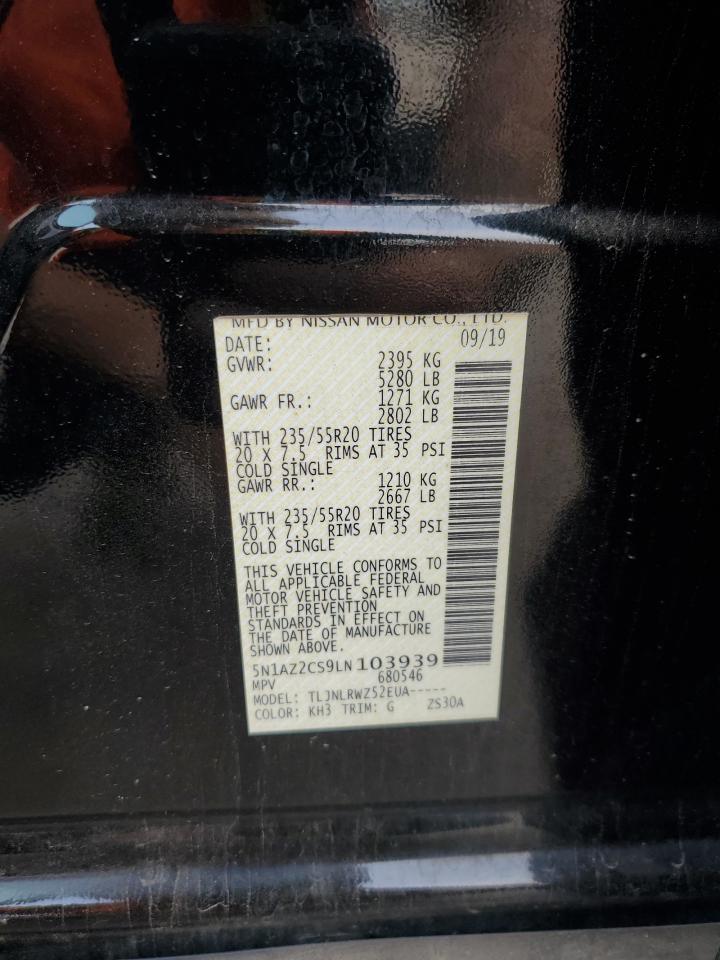 MFD BY NISSAN MOTOR CO., LTD.
DATE: 09/19
GVWR: 2395 KG
5280 LB
GAWR FR.: 1271 KG
2802 LB
WITH 235/55R20 TIRES
20 X 7.5 RIMS AT 35 PSI
COLD SINGLE
GAWR RR.: 1210 KG
2667 LB
WITH 235/55R20 TIRES
20 X 7.5 RIMS AT 35 PSI
COLD SINGLE
THIS VEHICLE CONFORMS TO
ALL APPLICABLE FEDERAL
MOTOR VEHICLE SAFETY AND
THEFT PREVENTION
STANDARDS IN EFFECT ON
THE DATE OF MANUFACTURE
SHOWN ABOVE.
5N1AZ2CS9LN103939
MPV 680546
MODEL: TLJNLRWZ52EUA-----
COLOR: KH3 TRIM: G ZS30A